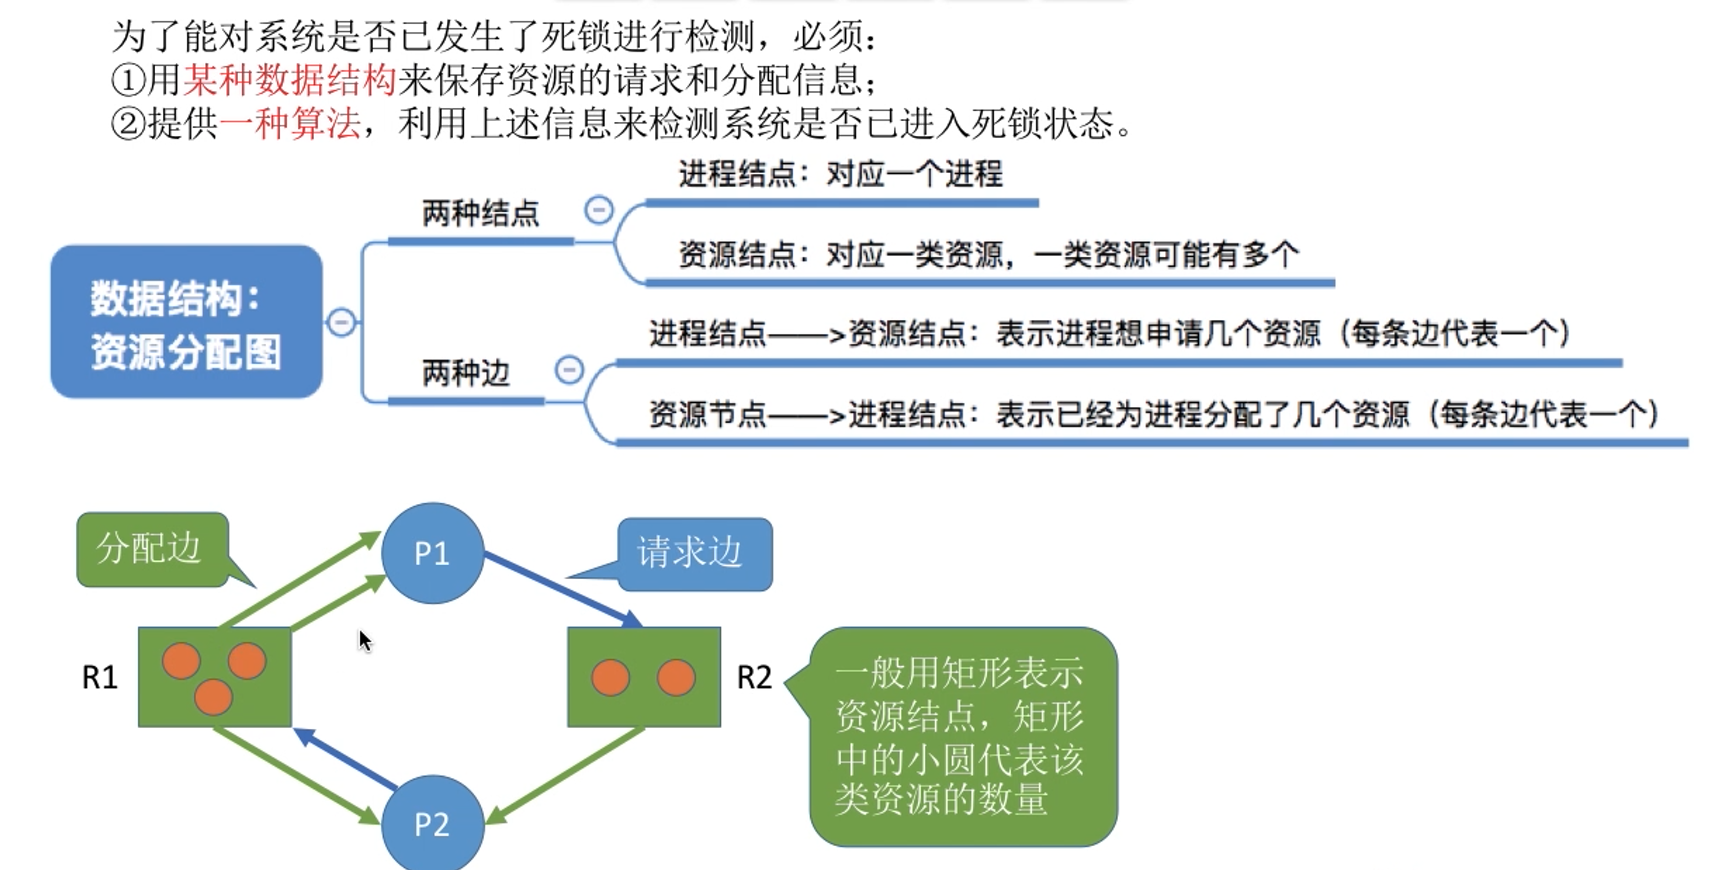 为了能对系统是否已发生了死锁进行检测，必须：
①用某种数据结构来保存资源的请求和分配信息；
②提供一种算法，利用上述信息来检测系统是否已进入死锁状态。
数据结构：
资源分配图
两种结点
进程结点：对应一个进程
资源结点：对应一类资源，一类资源可能有多个
两种边
进程结点——>资源结点：表示进程想申请几个资源（每条边代表一个）
资源节点——>进程结点：表示已经为进程分配了几个资源（每条边代表一个）
分配边
P1
请求边
R1
R2
一般用矩形表示
资源结点，矩形
中的小圆代表该
类资源的数量
P2